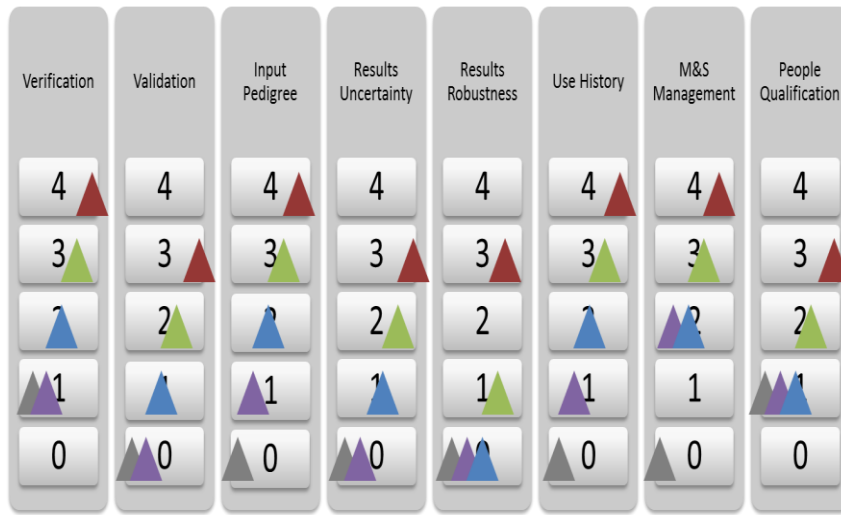 Verification
4
3
1
0
Validation
4
3
2
0
Input
Pedigree
4
3
2
1
0
Results
Uncertainty
4
3
2
1
0
Results
Robustness
4
3
2
1
0
Use History
4
3
1
0
M&S
Management
4
3
2
1
0
People
Qualification
4
3
2
1
0